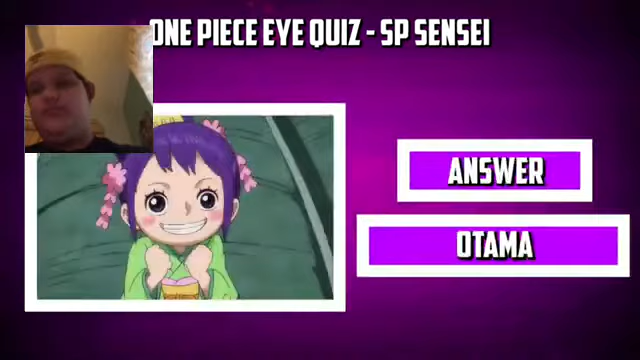 ONE PIECE EYE QUIZ - SP SENSEI
ANSWER
OTAMA